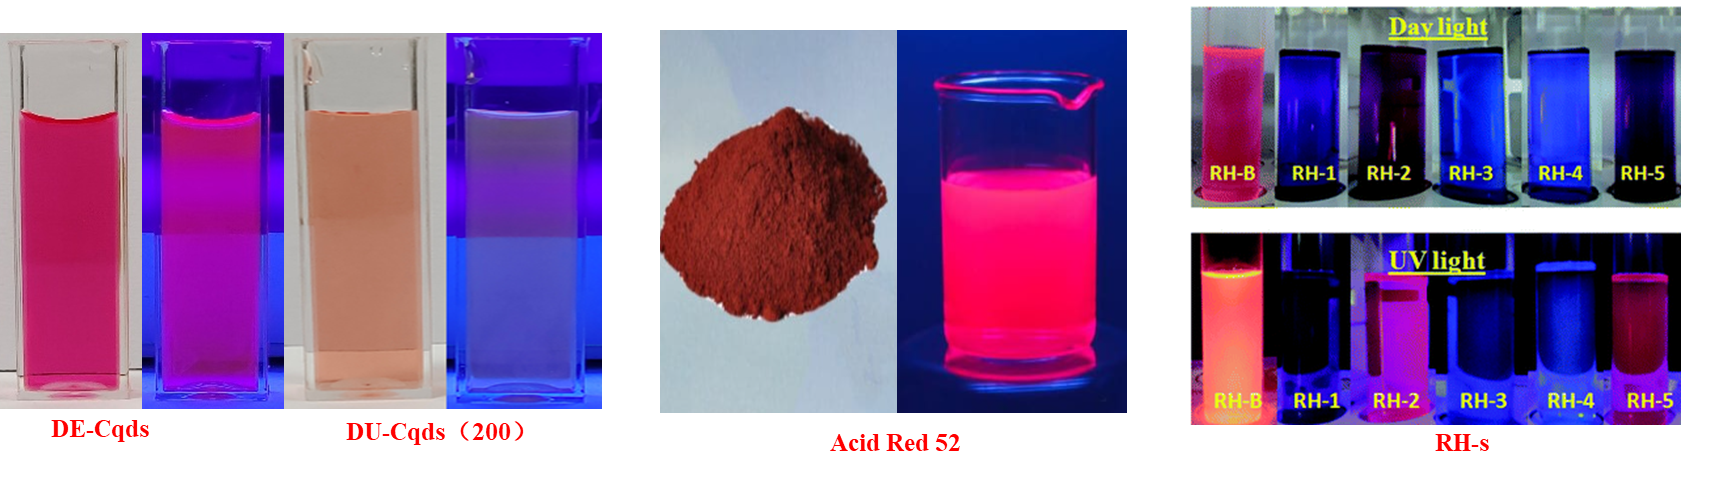 DE-Cqds
DU-Cqds（200）
Acid Red 52
Day light
RH-B RH-1 RH-2 RH-3 RH-4 RH-5
UV light
RH-B RH-1 RH-2 RH-3 RH-4 RH-5
RH-s